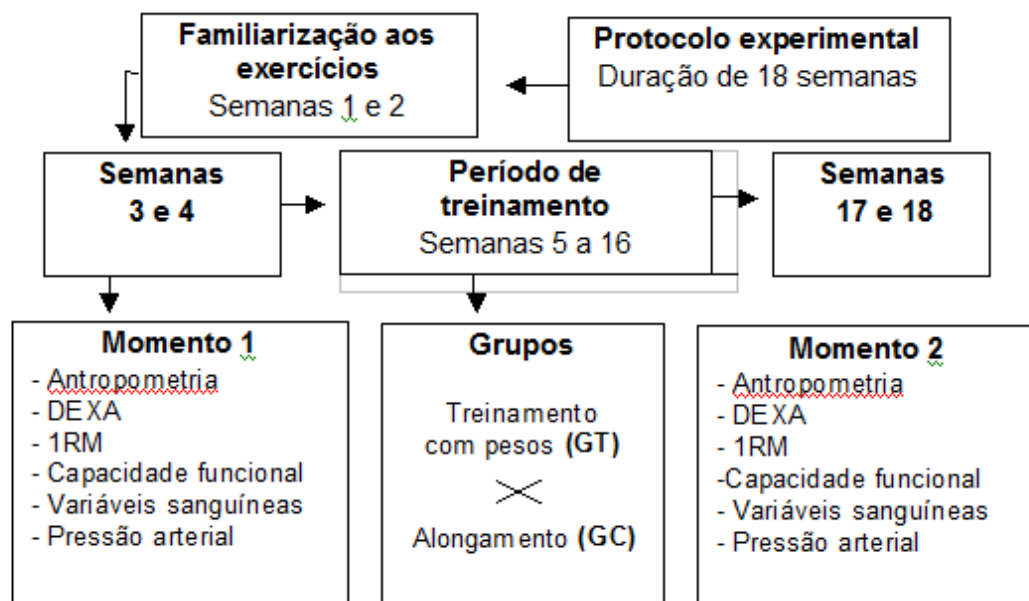 Familiarização aos
exercícios
Semanas 1 e 2
Protocolo experimental
Duração de 18 semanas
Semanas
3 e 4
Período de
treinamento
Semanas 5 a 16
Semanas
17 e 18
Momento 1
- Antropometria
- DEXA
- 1RM
- Capacidade funcional
- Variáveis sanguíneas
- Pressão arterial
Grupos
Treinamento
com pesos (GT)
Alongamento (GC)
Momento 2
- Antropometria
- DEXA
- 1RM
-Capacidade funcional
- Variáveis sanguíneas
- Pressão arterial